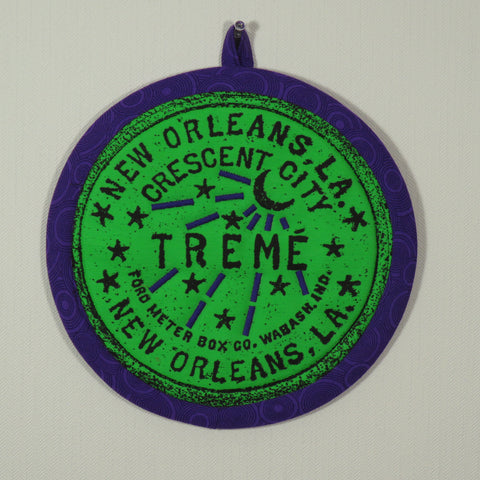 NEW ORLEANS, LA.
CRESCENT CITY
TREMÉ
FORD METER BOX CO. WABASH, IND.
NEW ORLEANS, LA.